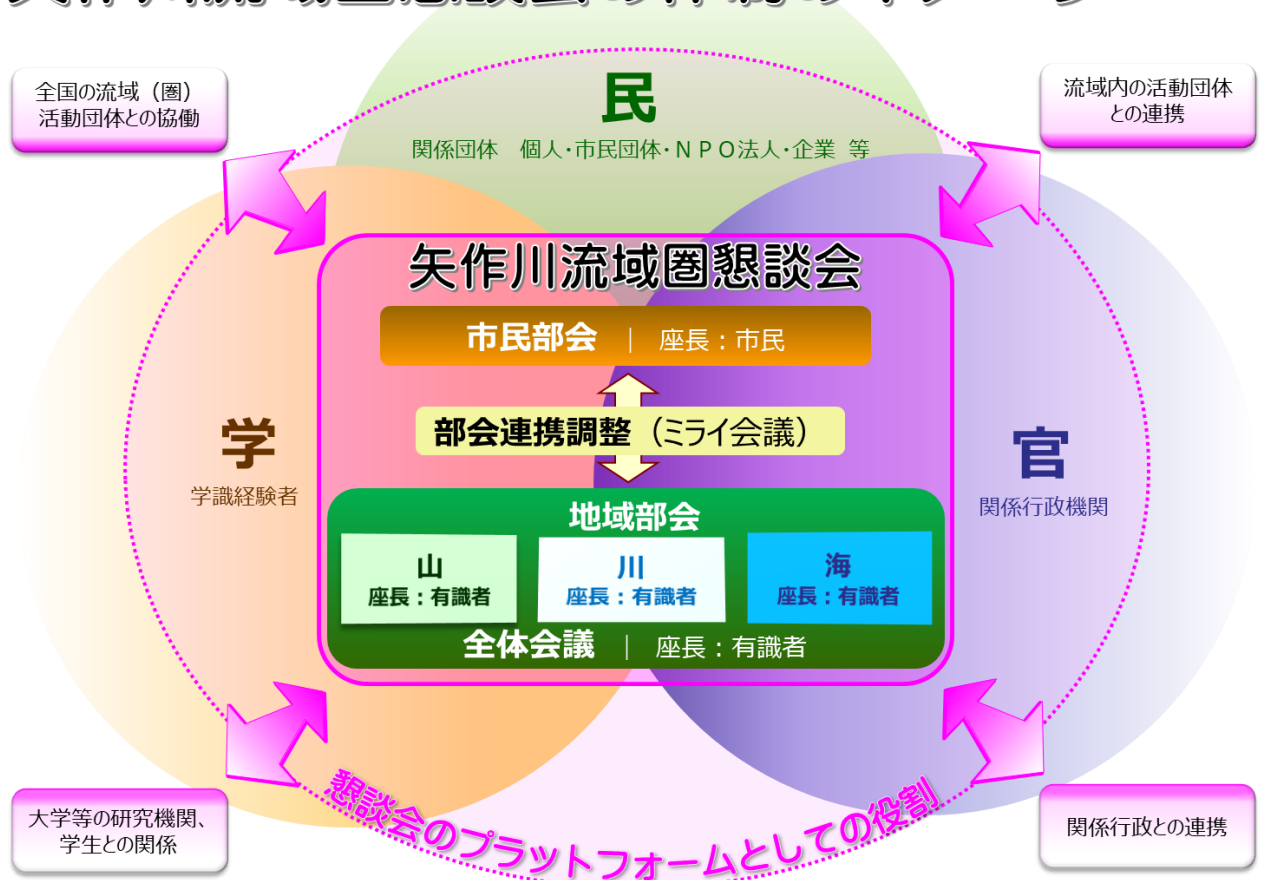 全国の流域（圏）
活動団体との協働
民
関係団体　個人・市民団体・ＮＰＯ法人・企業 等
流域内の活動団体
との連携
矢作川流域圏懇談会
市民部会｜座長：市民
部会連携調整（ミライ会議）
地域部会
山
座長：有識者
川
座長：有識者
海
座長：有識者
全体会議｜座長：有識者
学
学識経験者
官
関係行政機関
大学等の研究機関、
学生との関係
懇談会のプラットフォームとしての役割
関係行政との連携